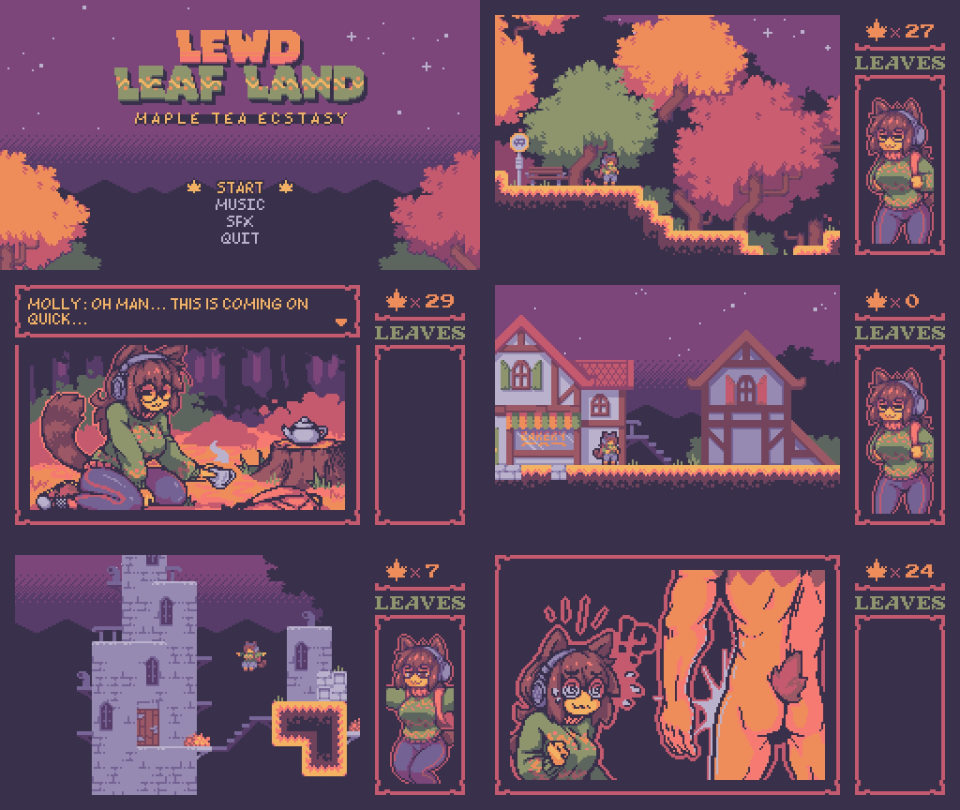 LEWD
LEAF LAND
MAPLE TEA ECSTASY
START
MUSIC
SFX
QUIT
×27
LEAVES
MOLLY: OH MAN... THIS IS COMING ON
QUICK...
×29
LEAVES
BAKERY
×0
LEAVES
×7
LEAVES
×24
LEAVES